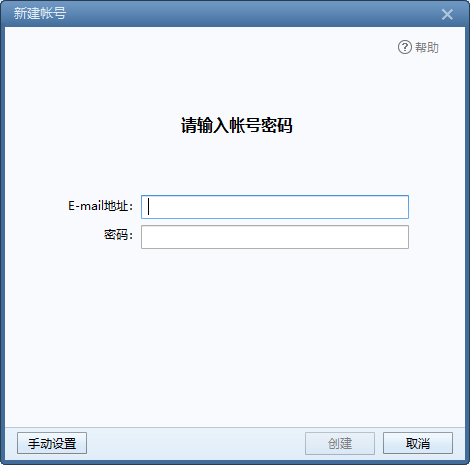 新建帐号
帮助
请输入帐号密码
E-mail地址：
密码：
手动设置
创建
取消